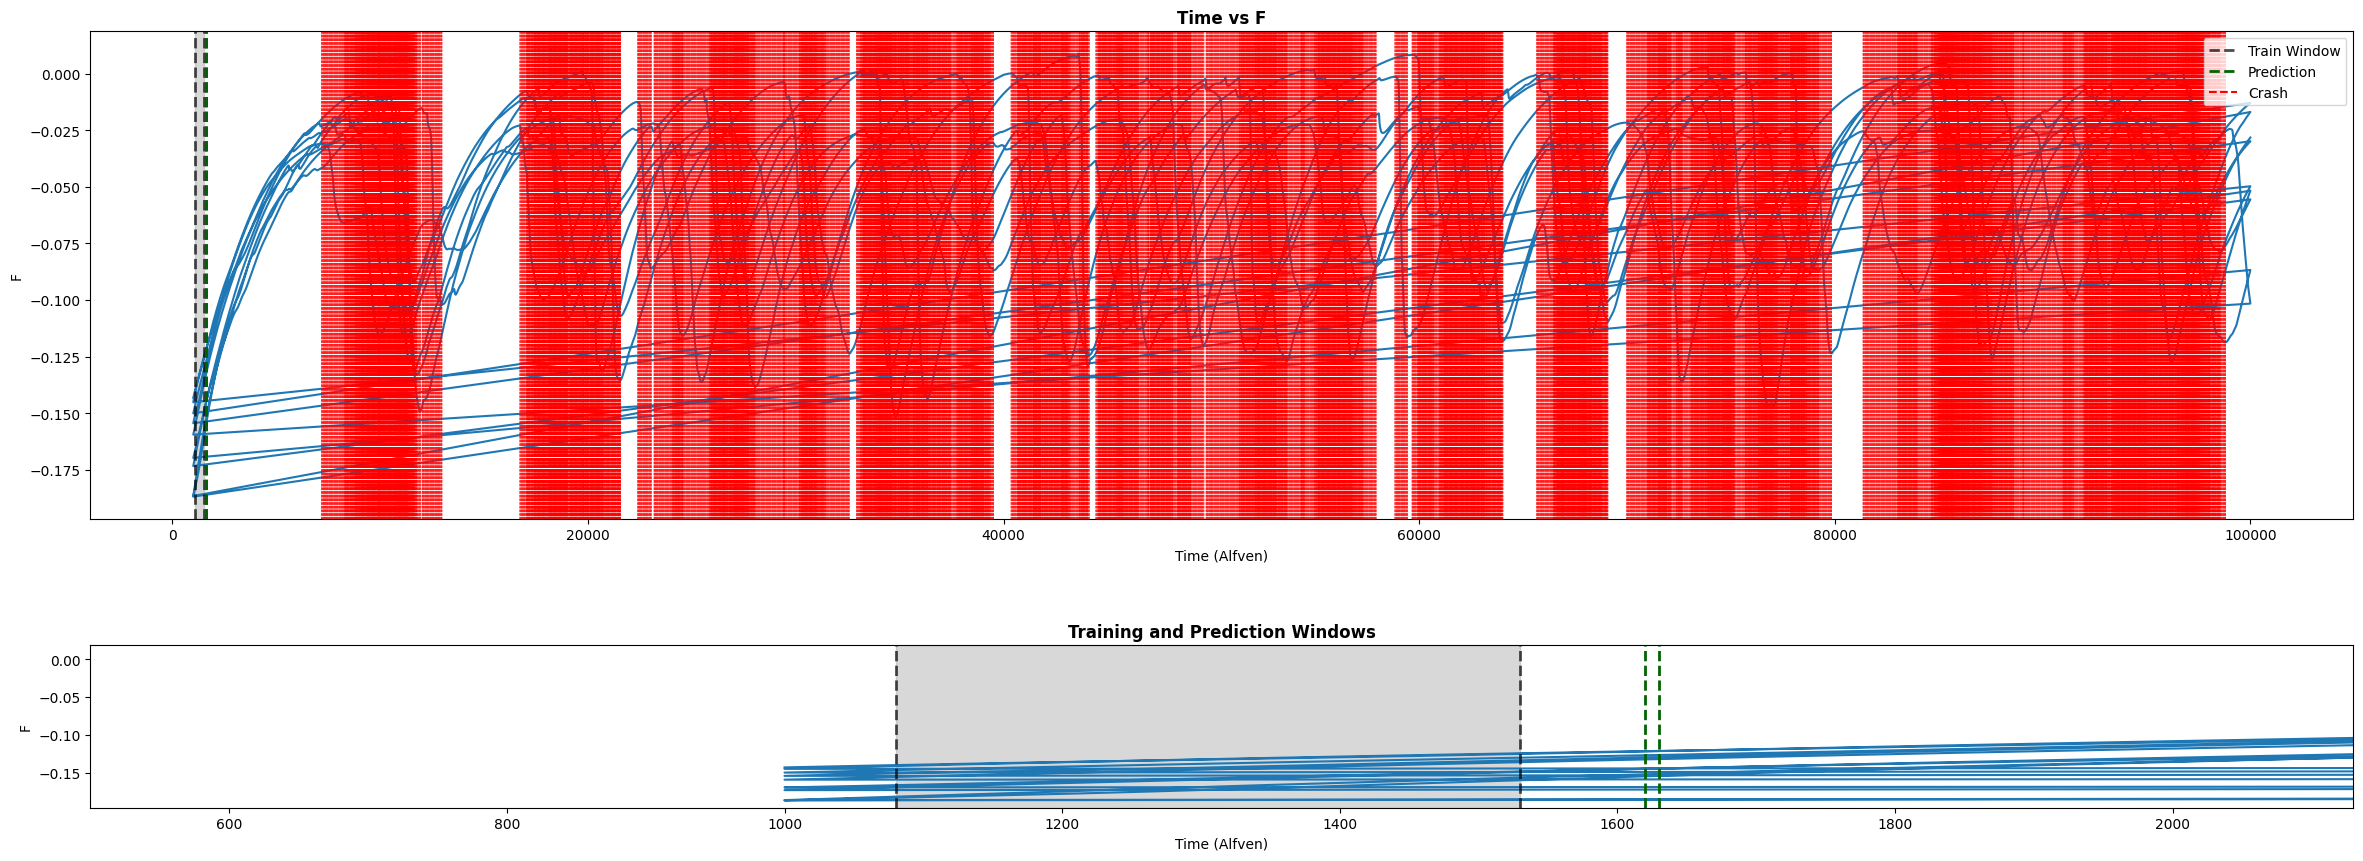 Time vs F
0.000
−0.025
−0.050
−0.075
−0.100
−0.125
−0.150
−0.175
F
Train Window
Prediction
Crash
0 20000 40000 60000 80000 100000
Time (Alfven)
Training and Prediction Windows
0.00
−0.05
−0.10
−0.15
F
600 800 1000 1200 1400 1600 1800 2000
Time (Alfven)